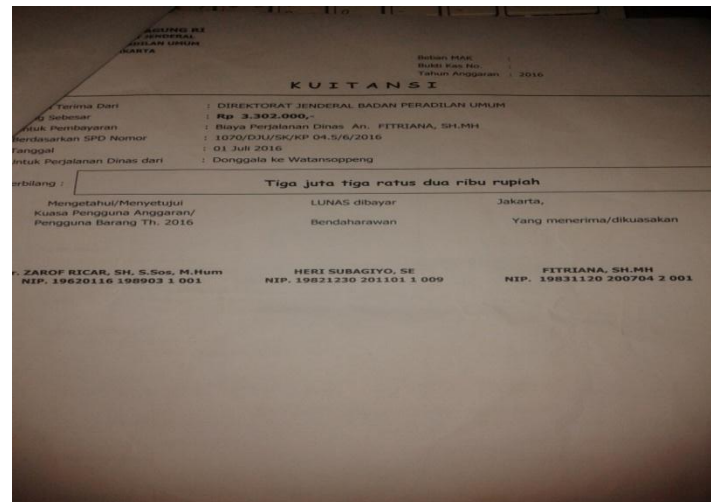 AGUNG RI
JENDERAL
PERADILAN UMUM
JAKARTA
Beban MAK :
Bukti Kas No. :
Tahun Anggaran : 2016
KUITANSI
Terima Dari : DIREKTORAT JENDERAL BADAN PERADILAN UMUM
Sebesar : Rp 3.302.000,-
Untuk Pembayaran : Biaya Perjalanan Dinas An. FITRIANA, SH.MH
Berdasarkan SPD Nomor : 1070/DJU/SK/KP 04.5/6/2016
Tanggal : 01 Juli 2016
Untuk Perjalanan Dinas dari : Donggala ke Watansoppeng
erbilang : Tiga juta tiga ratus dua ribu rupiah
Mengetahui/Menyetujui LUNAS dibayar Jakarta,
Kuasa Pengguna Anggaran/
Pengguna Barang Th. 2016 Bendaharawan Yang menerima/dikuasakan
r. ZAROF RICAR, SH, S.Sos, M.Hum HERI SUBAGIYO, SE FITRIANA, SH.MH
NIP. 19620116 198903 1 001 NIP. 19821230 201101 1 009 NIP. 19831120 200704 2 001